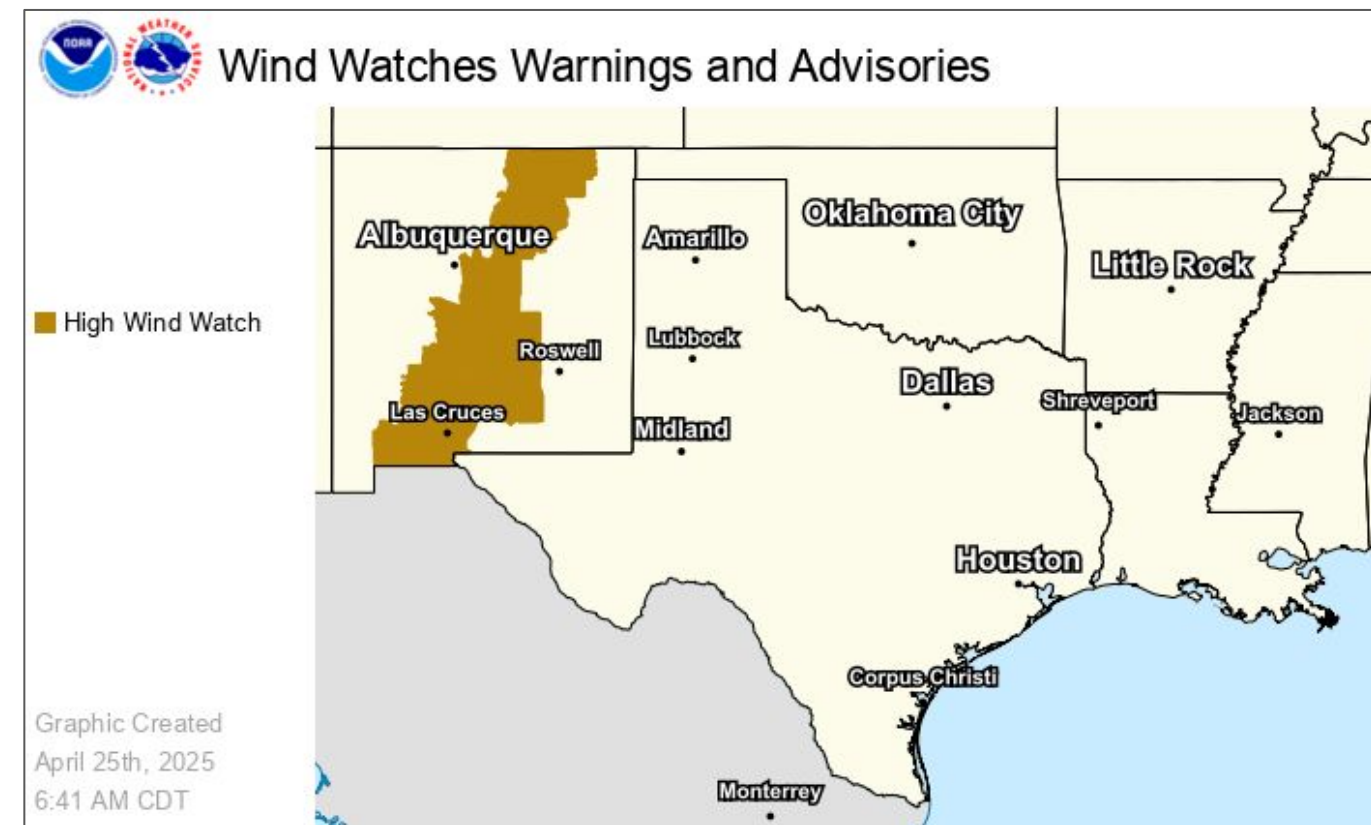 NOAA
NATIONAL WEATHER SERVICE
Wind Watches Warnings and Advisories
High Wind Watch
Albuquerque
Amarillo
Oklahoma City
Little Rock
Roswell
Lubbock
Las Cruces
Midland
Dallas
Shreveport
Jackson
Houston
Corpus Christi
Monterrey
Graphic Created
April 25th, 2025
6:41 AM CDT